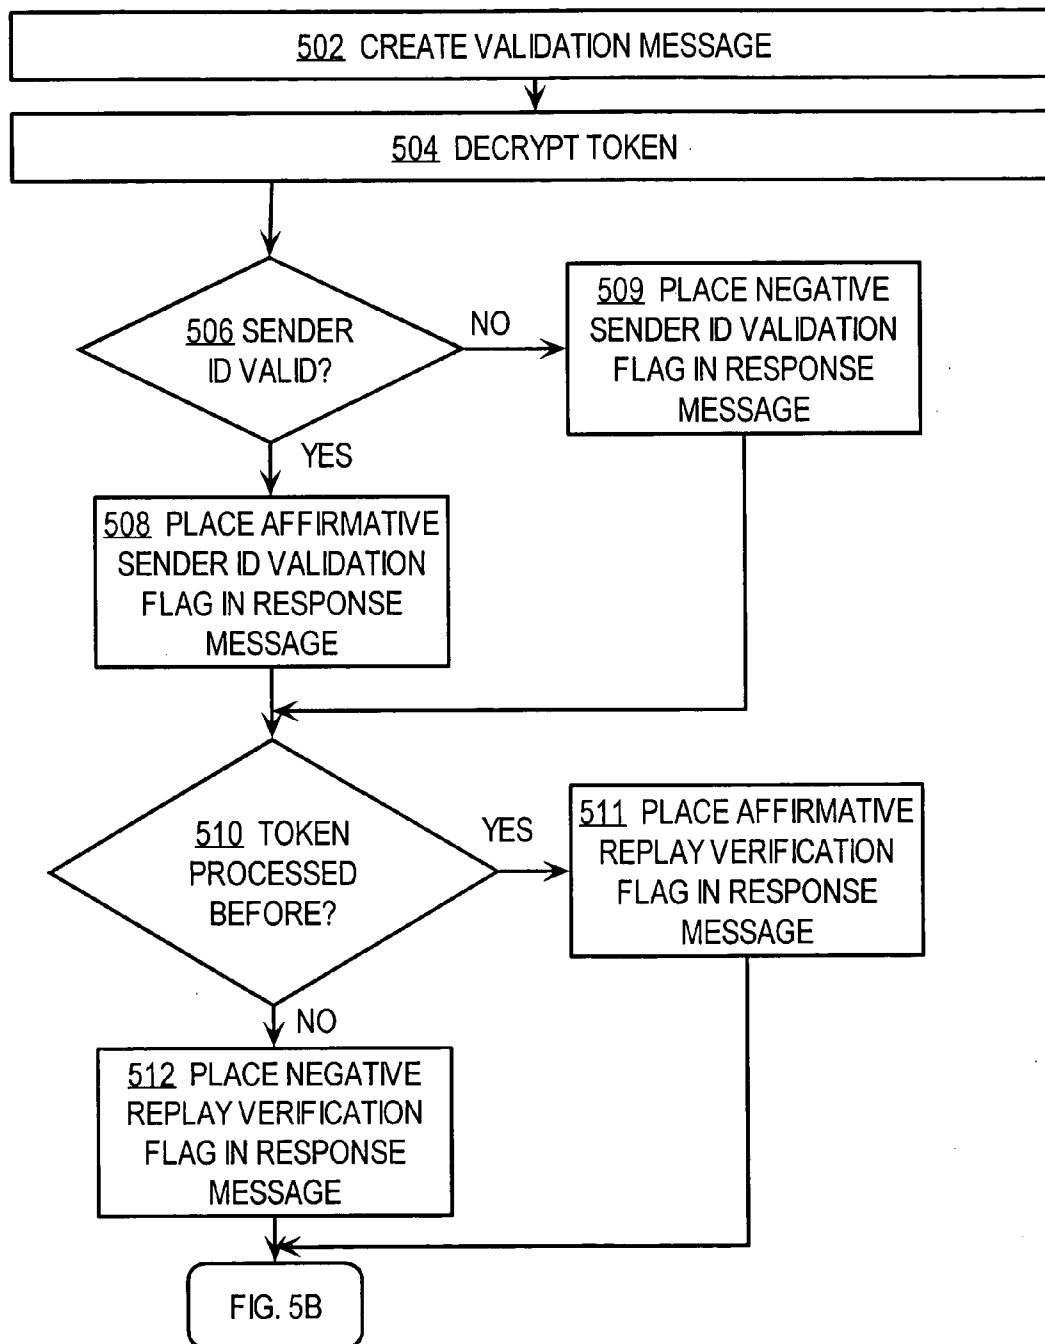 502 CREATE VALIDATION MESSAGE
504 DECRYPT TOKEN
506 SENDER
ID VALID?
NO
509 PLACE NEGATIVE
SENDER ID VALIDATION
FLAG IN RESPONSE
MESSAGE
YES
508 PLACE AFFIRMATIVE
SENDER ID VALIDATION
FLAG IN RESPONSE
MESSAGE
510 TOKEN
PROCESSED
BEFORE?
YES
511 PLACE AFFIRMATIVE
REPLAY VERIFICATION
FLAG IN RESPONSE
MESSAGE
NO
512 PLACE NEGATIVE
REPLAY VERIFICATION
FLAG IN RESPONSE
MESSAGE
FIG. 5B